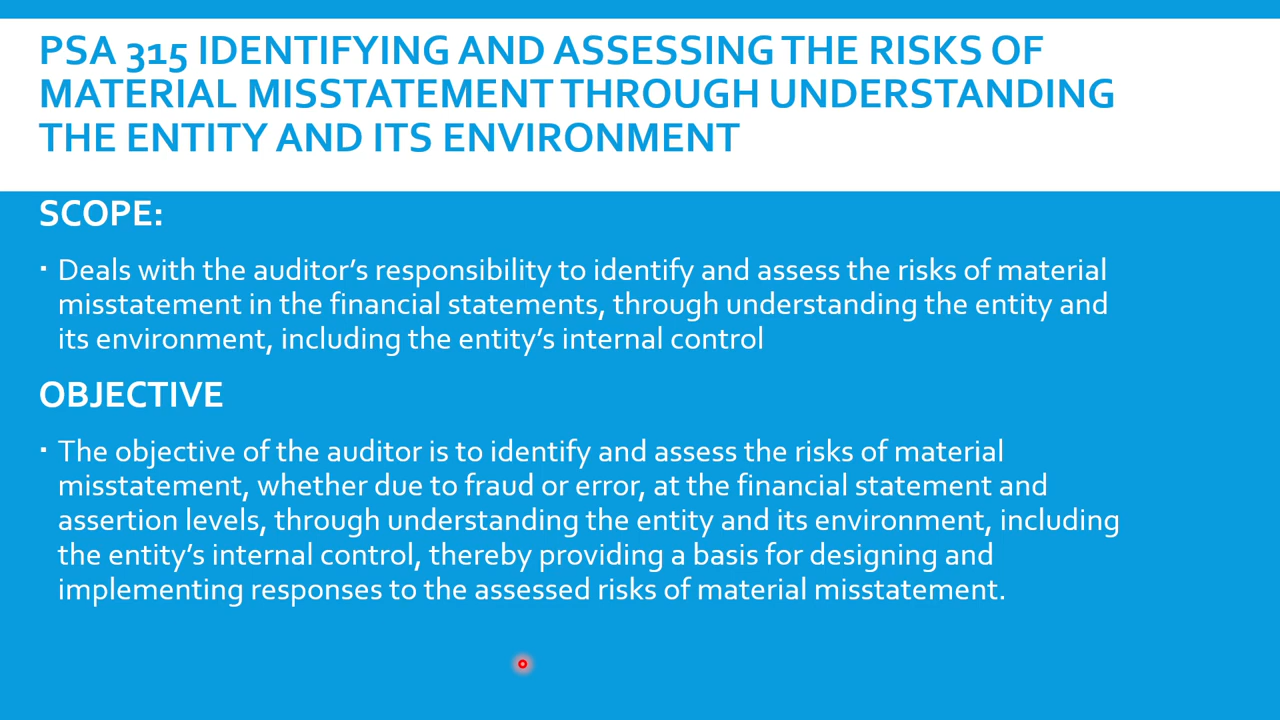 PSA 315 IDENTIFYING AND ASSESSING THE RISKS OF
MATERIAL MISSTATEMENT THROUGH UNDERSTANDING
THE ENTITY AND ITS ENVIRONMENT
SCOPE:
▪ Deals with the auditor’s responsibility to identify and assess the risks of material
misstatement in the financial statements, through understanding the entity and
its environment, including the entity’s internal control
OBJECTIVE
▪ The objective of the auditor is to identify and assess the risks of material
misstatement, whether due to fraud or error, at the financial statement and
assertion levels, through understanding the entity and its environment, including
the entity’s internal control, thereby providing a basis for designing and
implementing responses to the assessed risks of material misstatement.